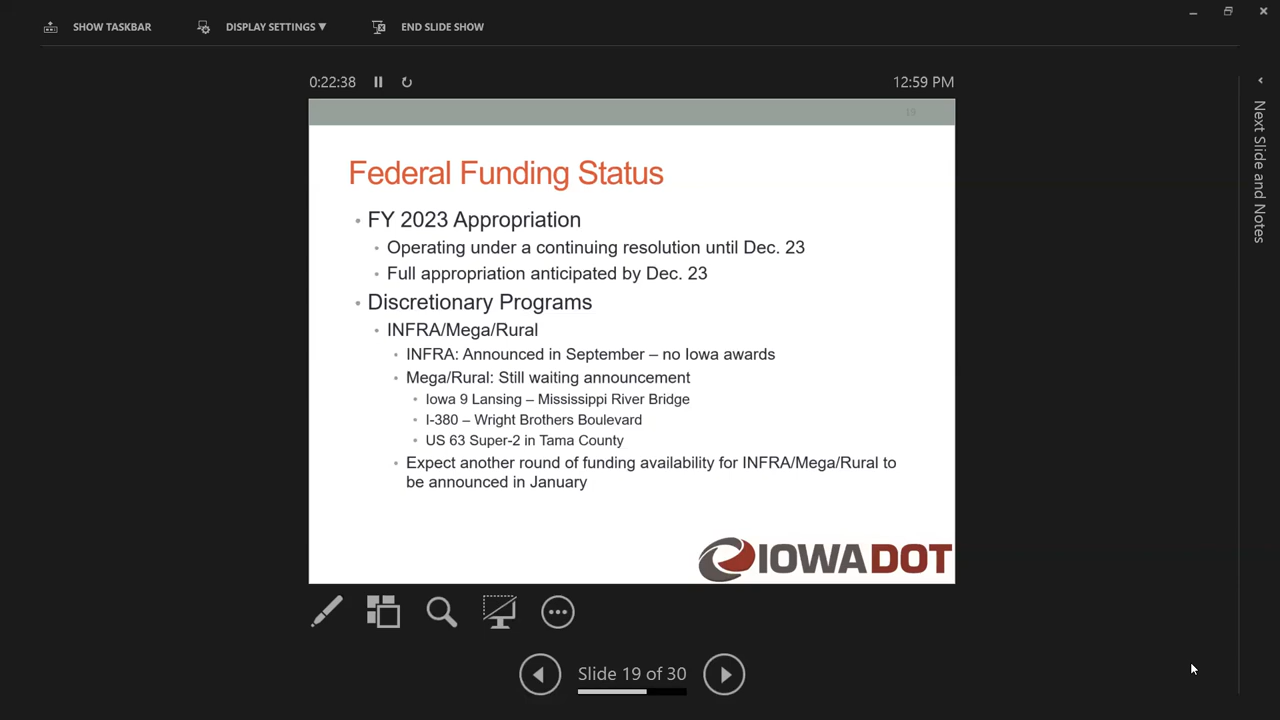 SHOW TASKBAR
DISPLAY SETTINGS ▼
END SLIDE SHOW
0:22:38
12:59 PM
19
Federal Funding Status
• FY 2023 Appropriation
• Operating under a continuing resolution until Dec. 23
• Full appropriation anticipated by Dec. 23
• Discretionary Programs
• INFRA/Mega/Rural
• INFRA: Announced in September – no Iowa awards
• Mega/Rural: Still waiting announcement
• Iowa 9 Lansing – Mississippi River Bridge
• I-380 – Wright Brothers Boulevard
• US 63 Super-2 in Tama County
• Expect another round of funding availability for INFRA/Mega/Rural to
be announced in January
IOWADOT
Slide 19 of 30
Next Slide and Notes